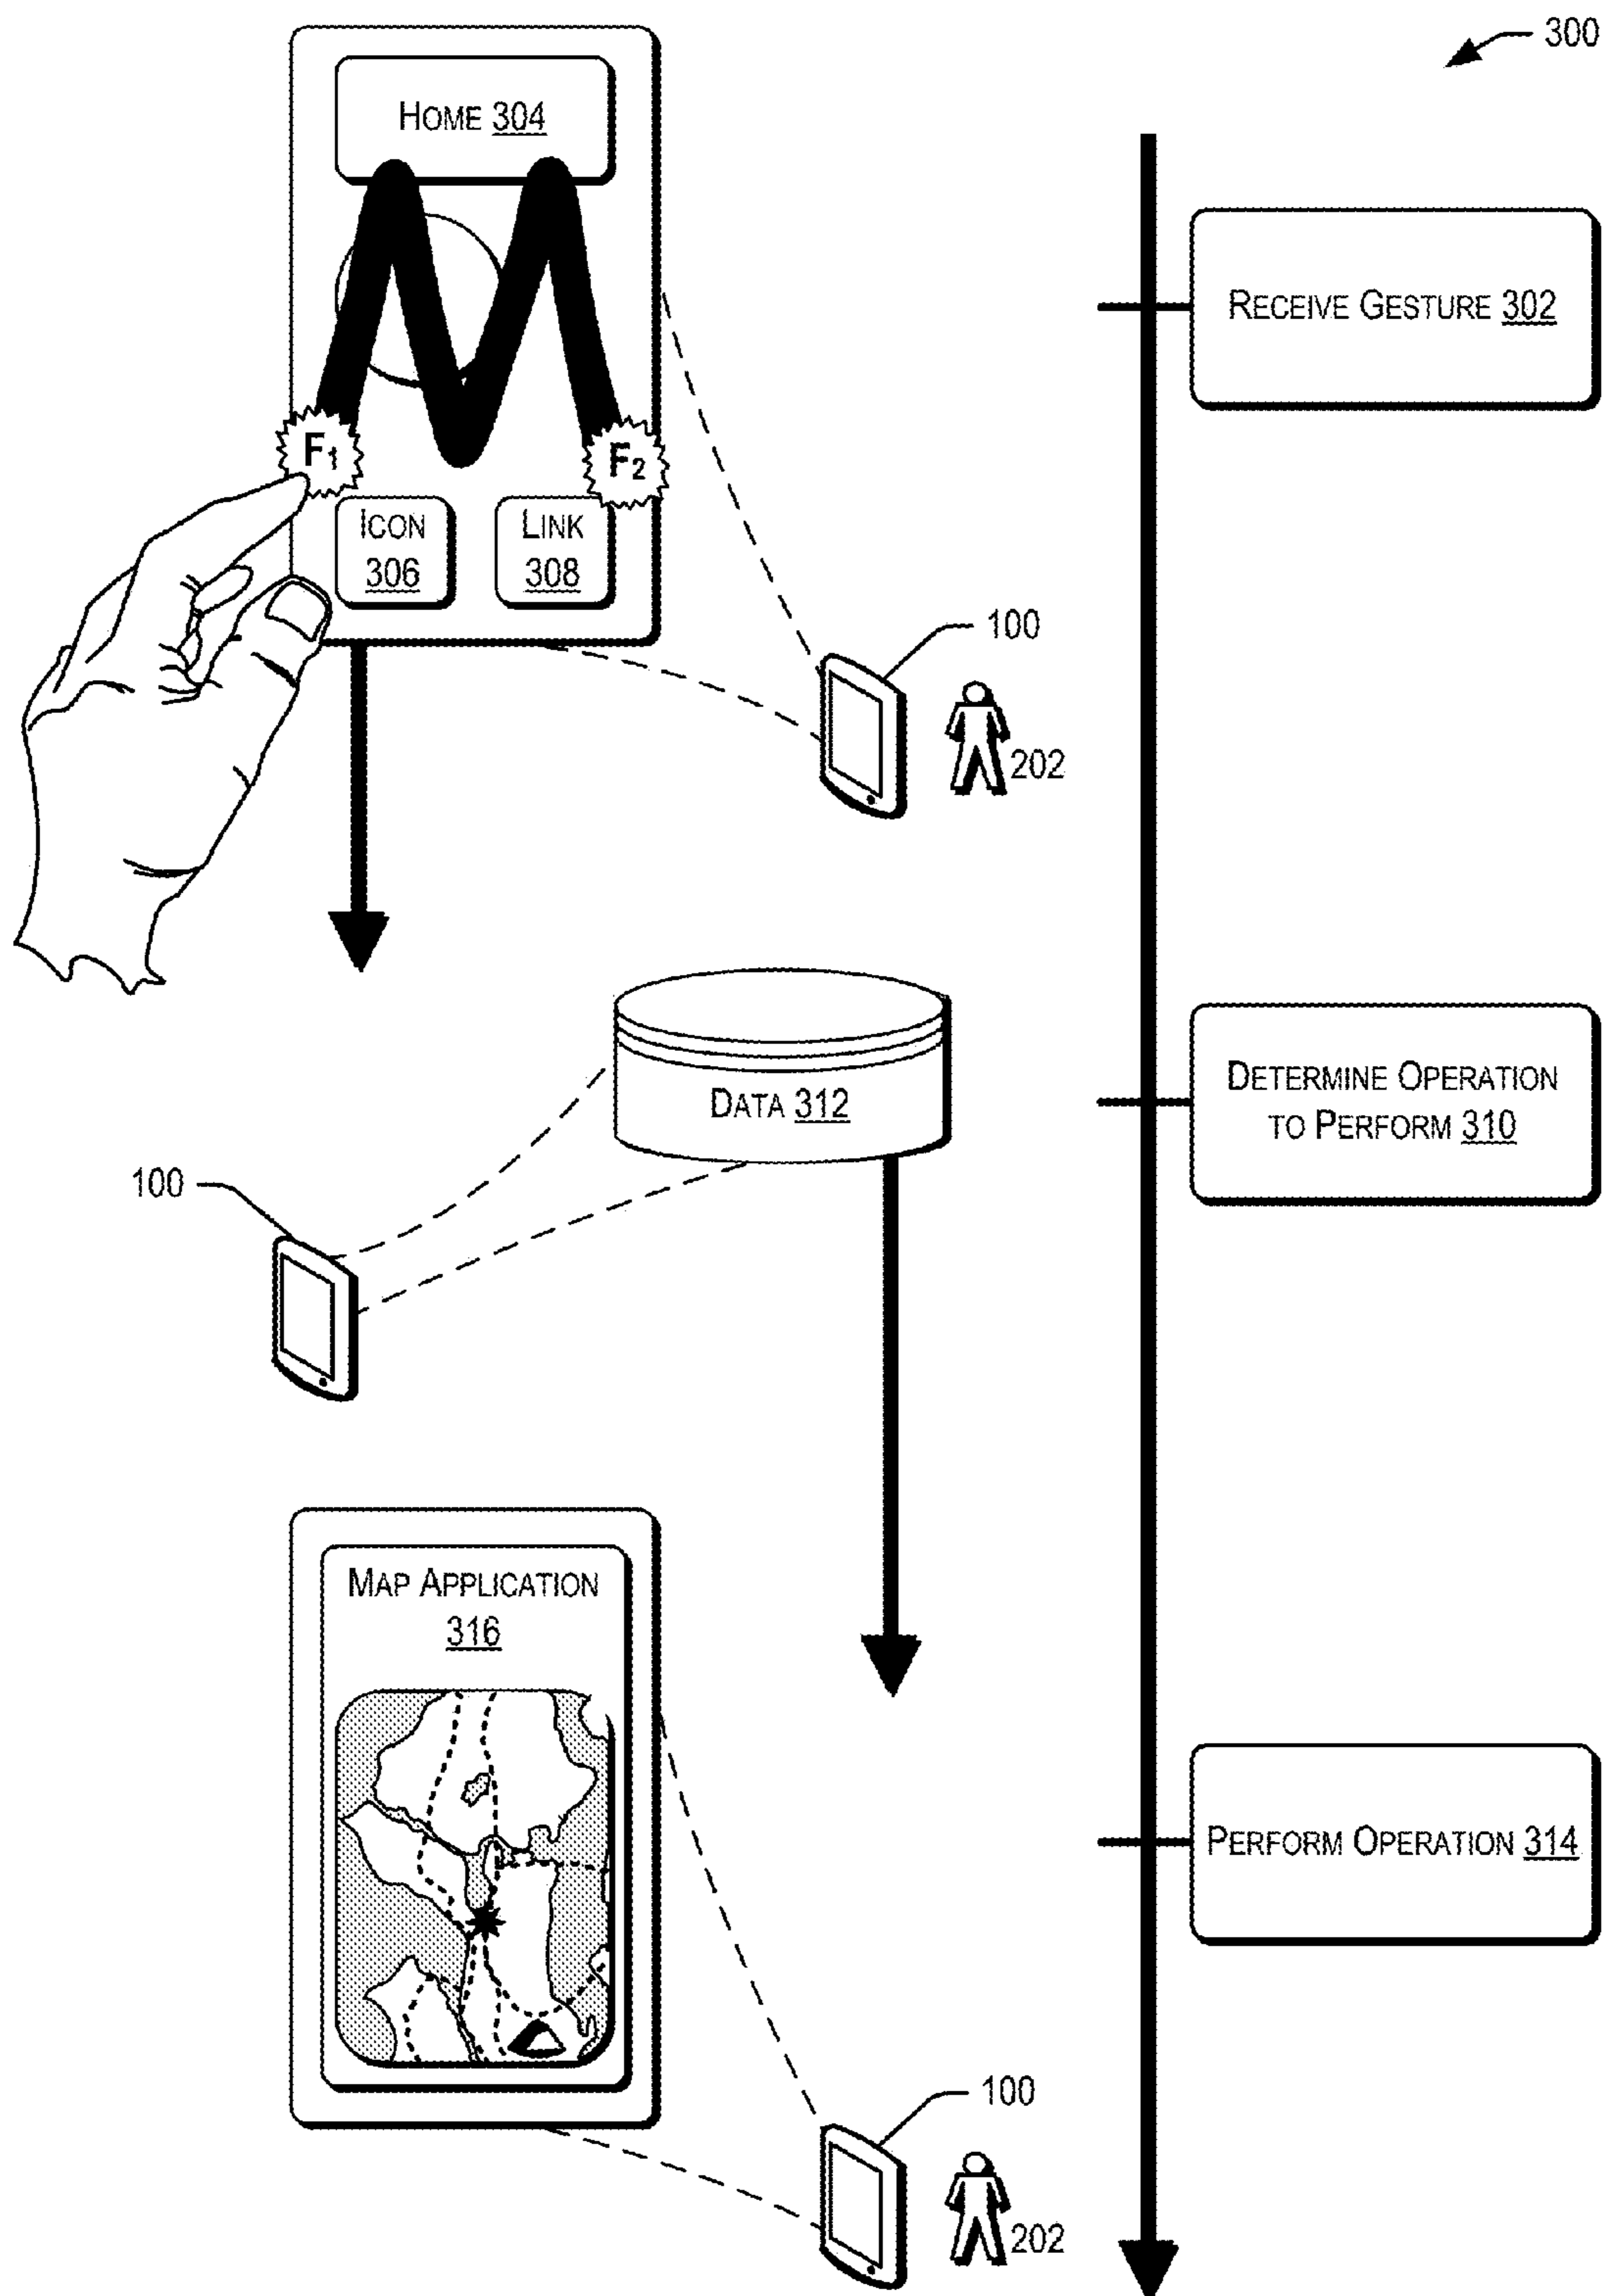 300
HOME 304
RECEIVE GESTURE 302
M
F1
F2
ICON
306
LINK
308
100
202
DATA 312
DETERMINE OPERATION
TO PERFORM 310
100
MAP APPLICATION
316
PERFORM OPERATION 314
100
202